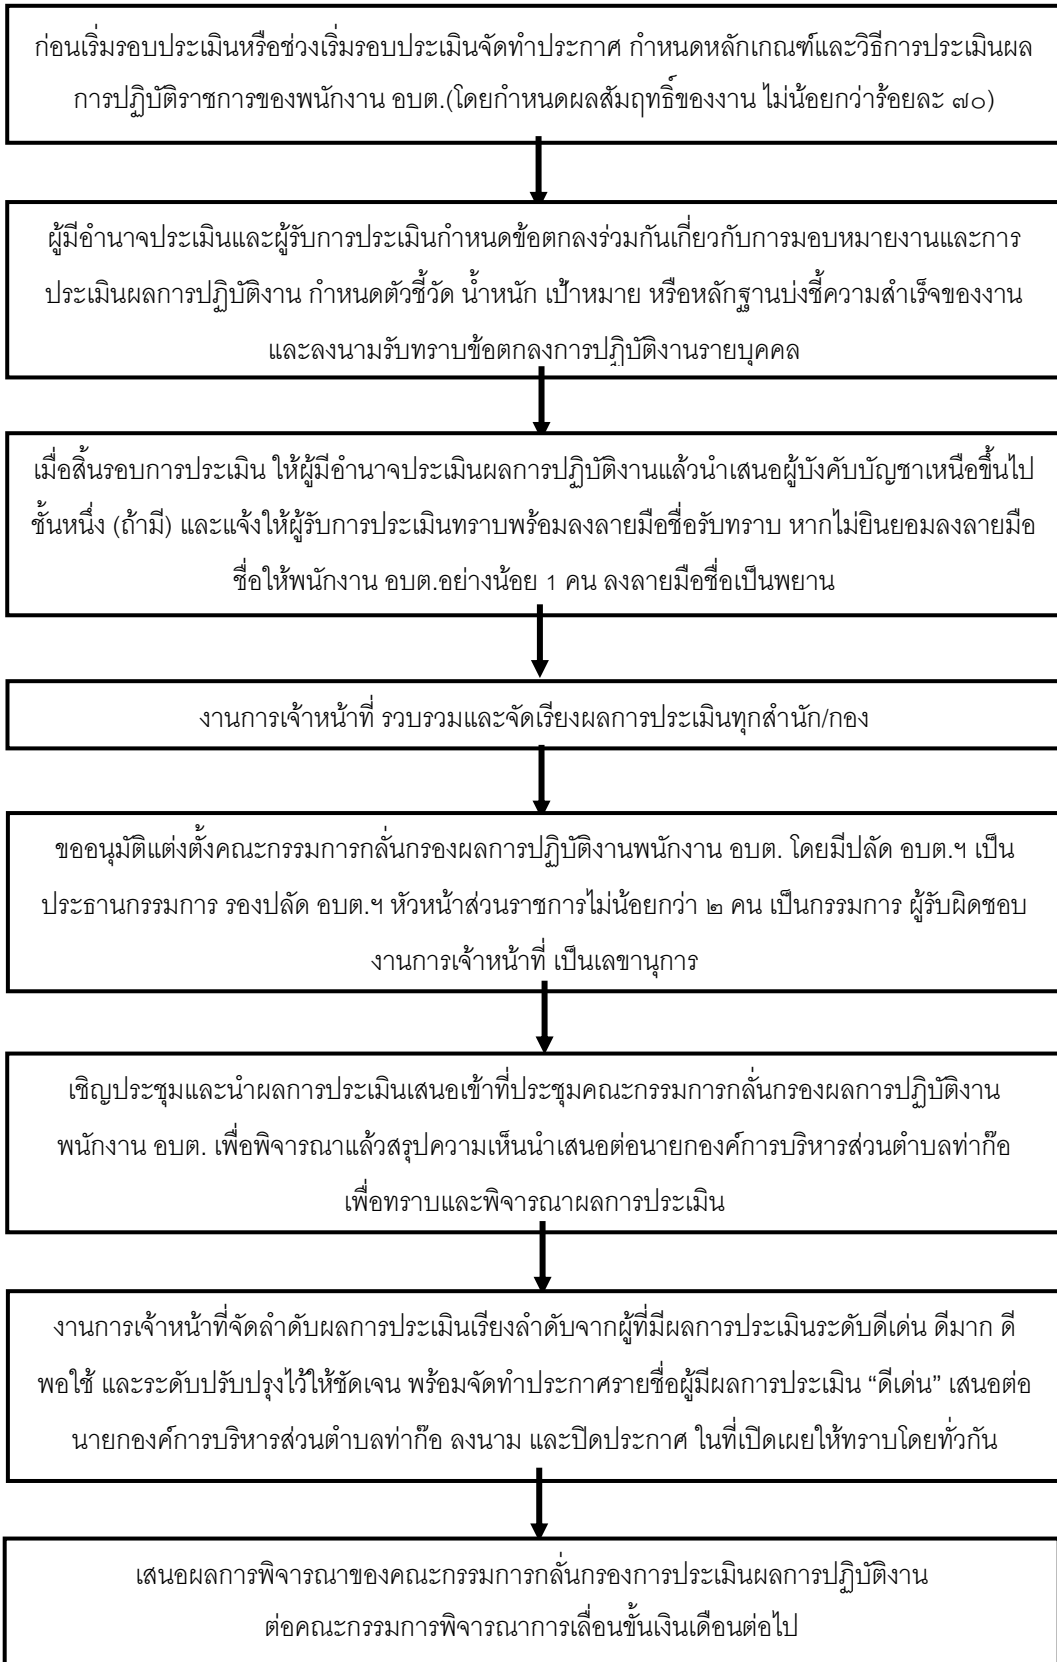 ก่อนเริ่มรอบประเมินหรือช่วงเริ่มรอบประเมินจัดทำประกาศ กำหนดหลักเกณฑ์และวิธีการประเมินผล
การปฏิบัติราชการของพนักงาน อบต.(โดยกำหนดผลสัมฤทธิ์ของงาน ไม่น้อยกว่าร้อยละ ๗๐)
ผู้มีอำนาจประเมินและผู้รับการประเมินกำหนดข้อตกลงร่วมกันเกี่ยวกับการมอบหมายงานและการ
ประเมินผลการปฏิบัติงาน กำหนดตัวชี้วัด น้ำหนัก เป้าหมาย หรือหลักฐานบ่งชี้ความสำเร็จของงาน
และลงนามรับทราบข้อตกลงการปฏิบัติงานรายบุคคล
เมื่อสิ้นรอบการประเมิน ให้ผู้มีอำนาจประเมินผลการปฏิบัติงานแล้วนำเสนอผู้บังคับบัญชาเหนือขึ้นไป
ชั้นหนึ่ง (ถ้ามี) และแจ้งให้ผู้รับการประเมินทราบพร้อมลงลายมือชื่อรับทราบ หากไม่ยินยอมลงลายมือ
ชื่อให้พนักงาน อบต.อย่างน้อย 1 คน ลงลายมือชื่อเป็นพยาน
งานการเจ้าหน้าที่ รวบรวมและจัดเรียงผลการประเมินทุกสำนัก/กอง
ขออนุมัติแต่งตั้งคณะกรรมการกลั่นกรองผลการปฏิบัติงานพนักงาน อบต. โดยมีปลัด อบต.ฯ เป็น
ประธานกรรมการ รองปลัด อบต.ฯ หัวหน้าส่วนราชการไม่น้อยกว่า ๒ คน เป็นกรรมการ ผู้รับผิดชอบ
งานการเจ้าหน้าที่ เป็นเลขานุการ
เชิญประชุมและนำผลการประเมินเสนอเข้าที่ประชุมคณะกรรมการกลั่นกรองผลการปฏิบัติงาน
พนักงาน อบต. เพื่อพิจารณาแล้วสรุปความเห็นนำเสนอต่อนายกองค์การบริหารส่วนตำบลท่าก๊อ
เพื่อทราบและพิจารณาผลการประเมิน
งานการเจ้าหน้าที่จัดลำดับผลการประเมินเรียงลำดับจากผู้ที่มีผลการประเมินระดับดีเด่น ดีมาก ดี
พอใช้ และระดับปรับปรุงไว้ให้ชัดเจน พร้อมจัดทำประกาศรายชื่อผู้มีผลการประเมิน “ดีเด่น” เสนอต่อ
นายกองค์การบริหารส่วนตำบลท่าก๊อ ลงนาม และปิดประกาศ ในที่เปิดเผยให้ทราบโดยทั่วกัน
เสนอผลการพิจารณาของคณะกรรมการกลั่นกรองการประเมินผลการปฏิบัติงาน
ต่อคณะกรรมการพิจารณาการเลื่อนขั้นเงินเดือนต่อไป